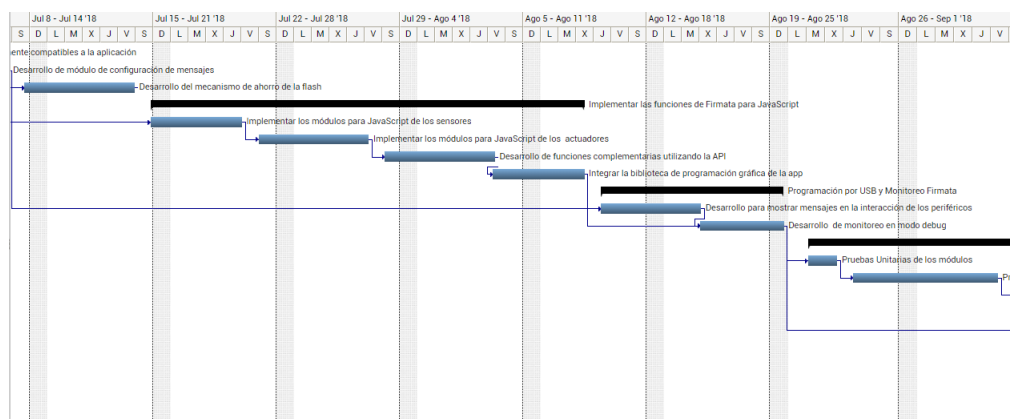 Jul 8 - Jul 14 '18 Jul 15 - Jul 21 '18 Jul 22 - Jul 28 '18 Jul 29 - Ago 4 '18 Ago 5 - Ago 11 '18 Ago 12 - Ago 18 '18 Ago 19 - Ago 25 '18 Ago 26 - Sep 1 '18
S D L M X J V S D L M X J V S D L M X J V S D L M X J V S D L M X J V S D L M X J V S D L M X J V S D L M X J V
ente compatibles a la aplicación
Desarrollo de módulo de configuración de mensajes
Desarrollo del mecanismo de ahorro de la flash
Implementar las funciones de Firmata para JavaScript
Implementar los módulos para JavaScript de los sensores
Implementar los módulos para JavaScript de los actuadores
Desarrollo de funciones complementarias utilizando la API
Integrar la biblioteca de programación gráfica de la app
Programación por USB y Monitoreo Firmata
Desarrollo para mostrar mensajes en la interacción de los periféricos
Desarrollo de monitoreo en modo debug
Pruebas Unitarias de los módulos